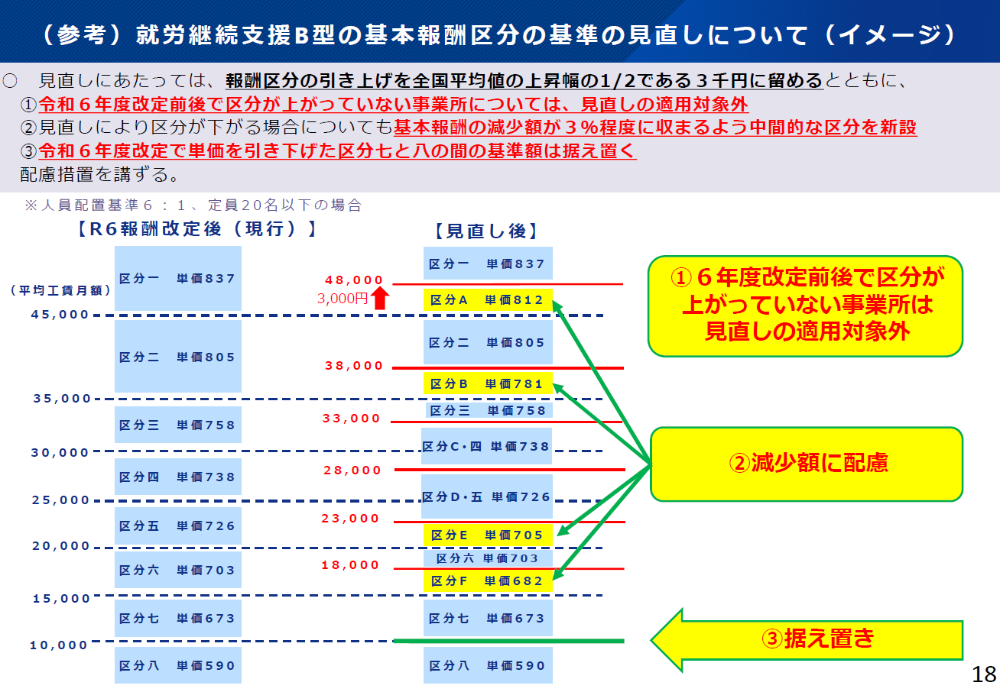 （参考）就労継続支援B型の基本報酬区分の基準の見直しについて（イメージ）
○　見直しにあたっては、報酬区分の引き上げを全国平均値の上昇幅の1/2である３千円に留めるとともに、
①令和６年度改定前後で区分が上がっていない事業所については、見直しの適用対象外
②見直しにより区分が下がる場合についても基本報酬の減少額が３％程度に収まるよう中間的な区分を新設
③令和６年度改定で単価を引き下げた区分七と八の間の基準額は据え置く
配慮措置を講ずる。
※人員配置基準６：１、定員20名以下の場合
【R6報酬改定後（現行）】
（平均工賃月額）
区分一　単価837
45,000
区分二　単価805
35,000
区分三　単価758
30,000
区分四　単価738
25,000
区分五　単価726
20,000
区分六　単価703
15,000
区分七　単価673
10,000
区分八　単価590
【見直し後】
区分一　単価837
48,000
3,000円
区分A　単価812
区分二　単価805
38,000
区分B　単価781
区分三　単価758
33,000
区分C・四 単価738
28,000
区分D・五 単価726
23,000
区分E　単価705
区分六 単価703
18,000
区分F　単価682
区分七　単価673
区分八　単価590
①６年度改定前後で区分が
上がっていない事業所は
見直しの適用対象外
②減少額に配慮
③据え置き
18